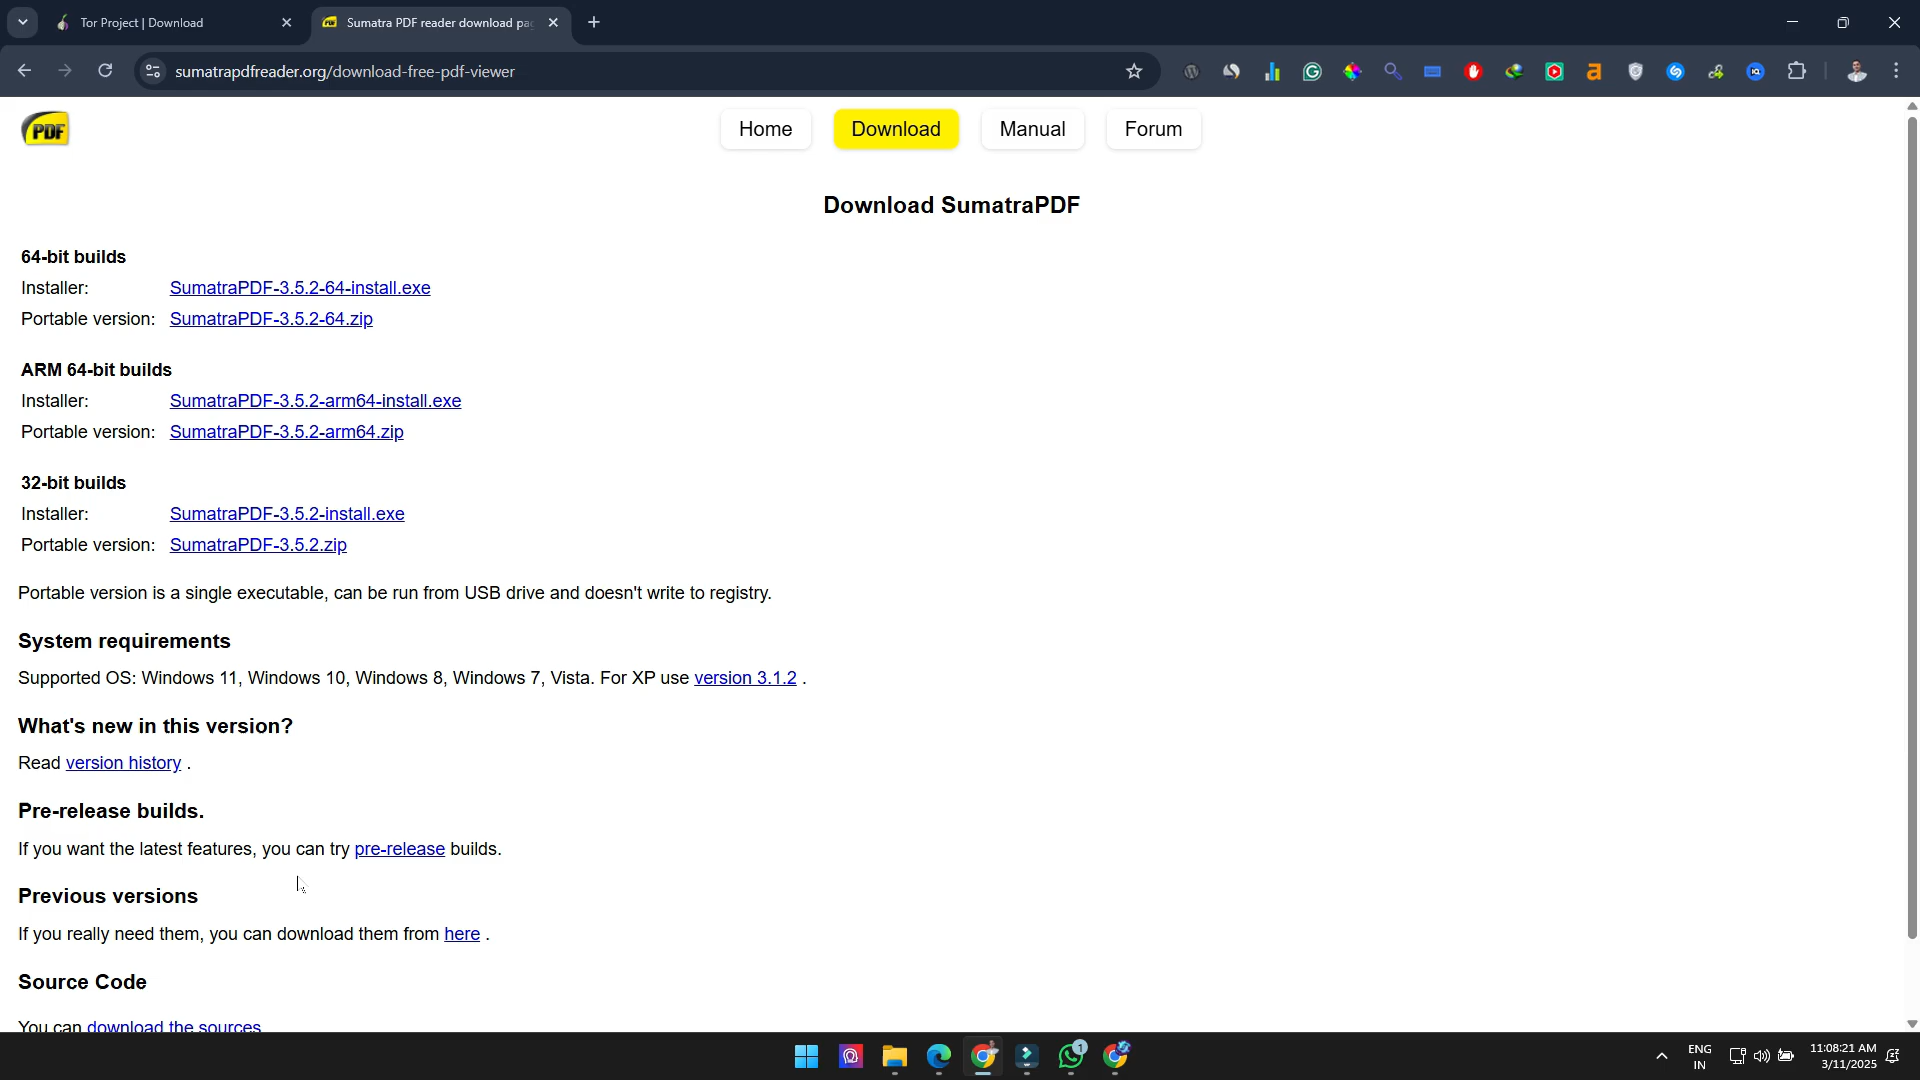 Tor Project | Download
Sumatra PDF reader download pa
sumatrapdfreader.org/download-free-pdf-viewer
PDF
Home
Download
Manual
Forum
Download SumatraPDF
64-bit builds
Installer: SumatraPDF-3.5.2-64-install.exe
Portable version: SumatraPDF-3.5.2-64.zip
ARM 64-bit builds
Installer: SumatraPDF-3.5.2-arm64-install.exe
Portable version: SumatraPDF-3.5.2-arm64.zip
32-bit builds
Installer: SumatraPDF-3.5.2-install.exe
Portable version: SumatraPDF-3.5.2.zip
Portable version is a single executable, can be run from USB drive and doesn't write to registry.
System requirements
Supported OS: Windows 11, Windows 10, Windows 8, Windows 7, Vista. For XP use version 3.1.2 .
What's new in this version?
Read version history .
Pre-release builds.
If you want the latest features, you can try pre-release builds.
Previous versions
If you really need them, you can download them from here .
Source Code
You can download the sources
1
ENG
IN
11:08:21 AM
3/11/2025